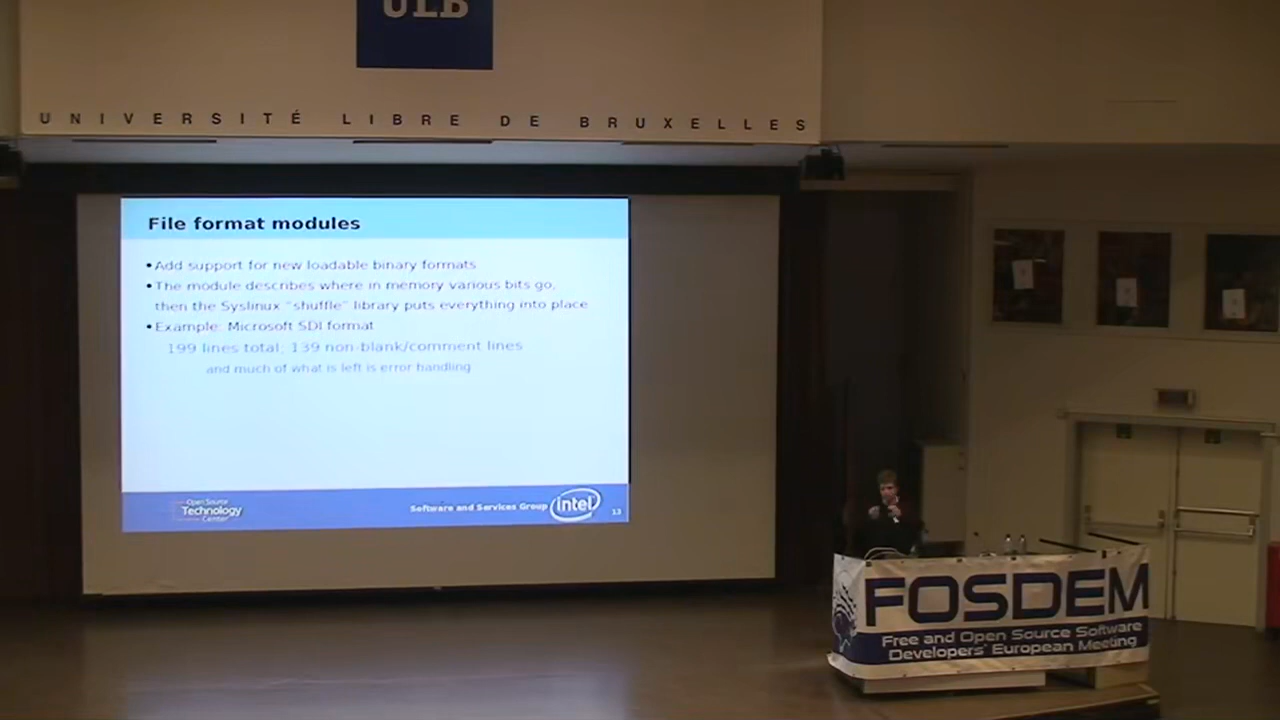 ULB
UNIVERSITÉ LIBRE DE BRUXELLES
File format modules
•Add support for new loadable binary formats
•The module describes where in memory various bits go,
then the Syslinux “shuffle” library puts everything into place
•Example: Microsoft SDI format
199 lines total; 139 non-blank/comment lines
and much of what is left is error handling
Open Source
Technology
Center
Software and Services Group
intel
13
FOSDEM
Free and Open Source Software
Developers' European Meeting